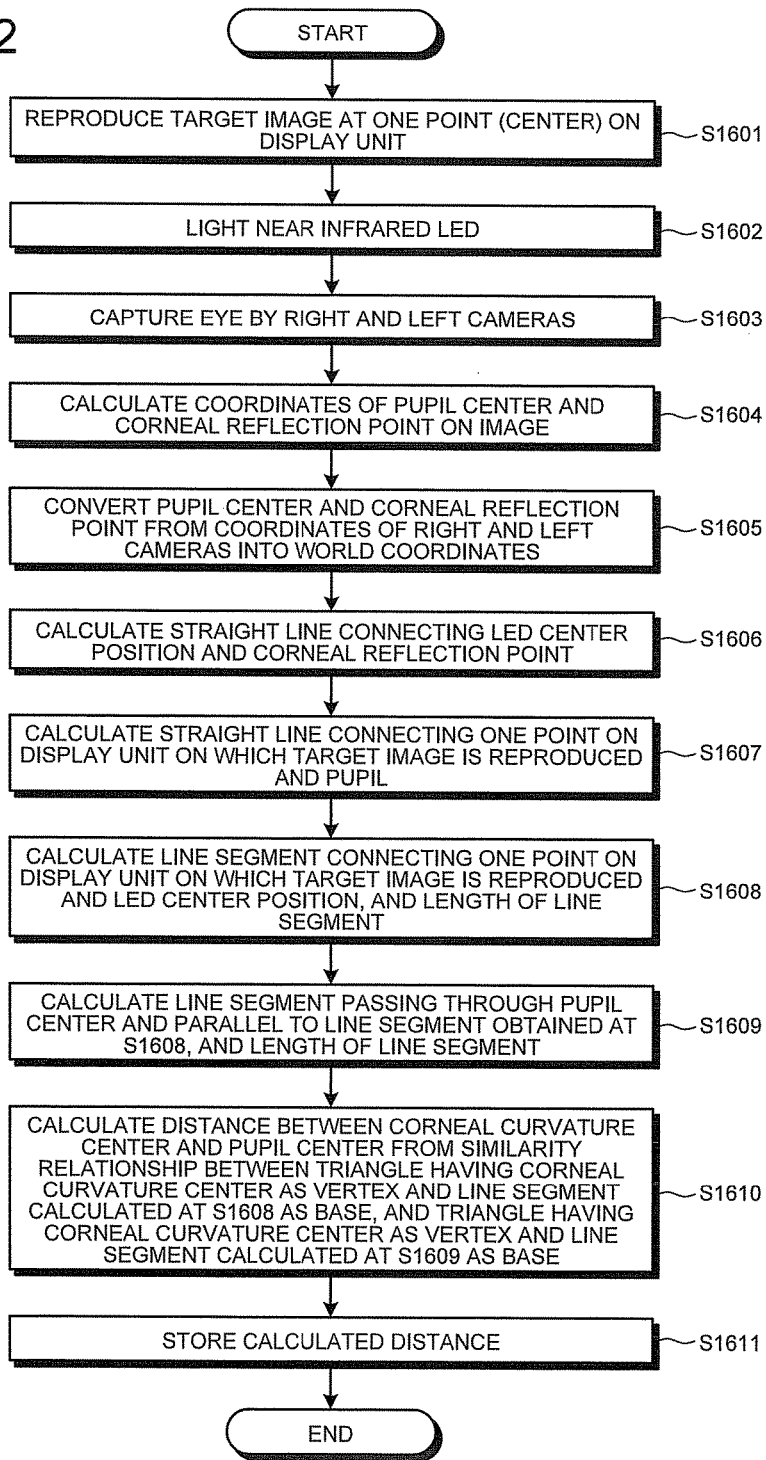 2
START
REPRODUCE TARGET IMAGE AT ONE POINT (CENTER) ON
DISPLAY UNIT
S1601
LIGHT NEAR INFRARED LED
S1602
CAPTURE EYE BY RIGHT AND LEFT CAMERAS
S1603
CALCULATE COORDINATES OF PUPIL CENTER AND
CORNEAL REFLECTION POINT ON IMAGE
S1604
CONVERT PUPIL CENTER AND CORNEAL REFLECTION
POINT FROM COORDINATES OF RIGHT AND LEFT
CAMERAS INTO WORLD COORDINATES
S1605
CALCULATE STRAIGHT LINE CONNECTING LED CENTER
POSITION AND CORNEAL REFLECTION POINT
S1606
CALCULATE STRAIGHT LINE CONNECTING ONE POINT ON
DISPLAY UNIT ON WHICH TARGET IMAGE IS REPRODUCED
AND PUPIL
S1607
CALCULATE LINE SEGMENT CONNECTING ONE POINT ON
DISPLAY UNIT ON WHICH TARGET IMAGE IS REPRODUCED
AND LED CENTER POSITION, AND LENGTH OF LINE
SEGMENT
S1608
CALCULATE LINE SEGMENT PASSING THROUGH PUPIL
CENTER AND PARALLEL TO LINE SEGMENT OBTAINED AT
S1608, AND LENGTH OF LINE SEGMENT
S1609
CALCULATE DISTANCE BETWEEN CORNEAL CURVATURE
CENTER AND PUPIL CENTER FROM SIMILARITY
RELATIONSHIP BETWEEN TRIANGLE HAVING CORNEAL
CURVATURE CENTER AS VERTEX AND LINE SEGMENT
CALCULATED AT S1608 AS BASE, AND TRIANGLE HAVING
CORNEAL CURVATURE CENTER AS VERTEX AND LINE
SEGMENT CALCULATED AT S1609 AS BASE
S1610
STORE CALCULATED DISTANCE
S1611
END